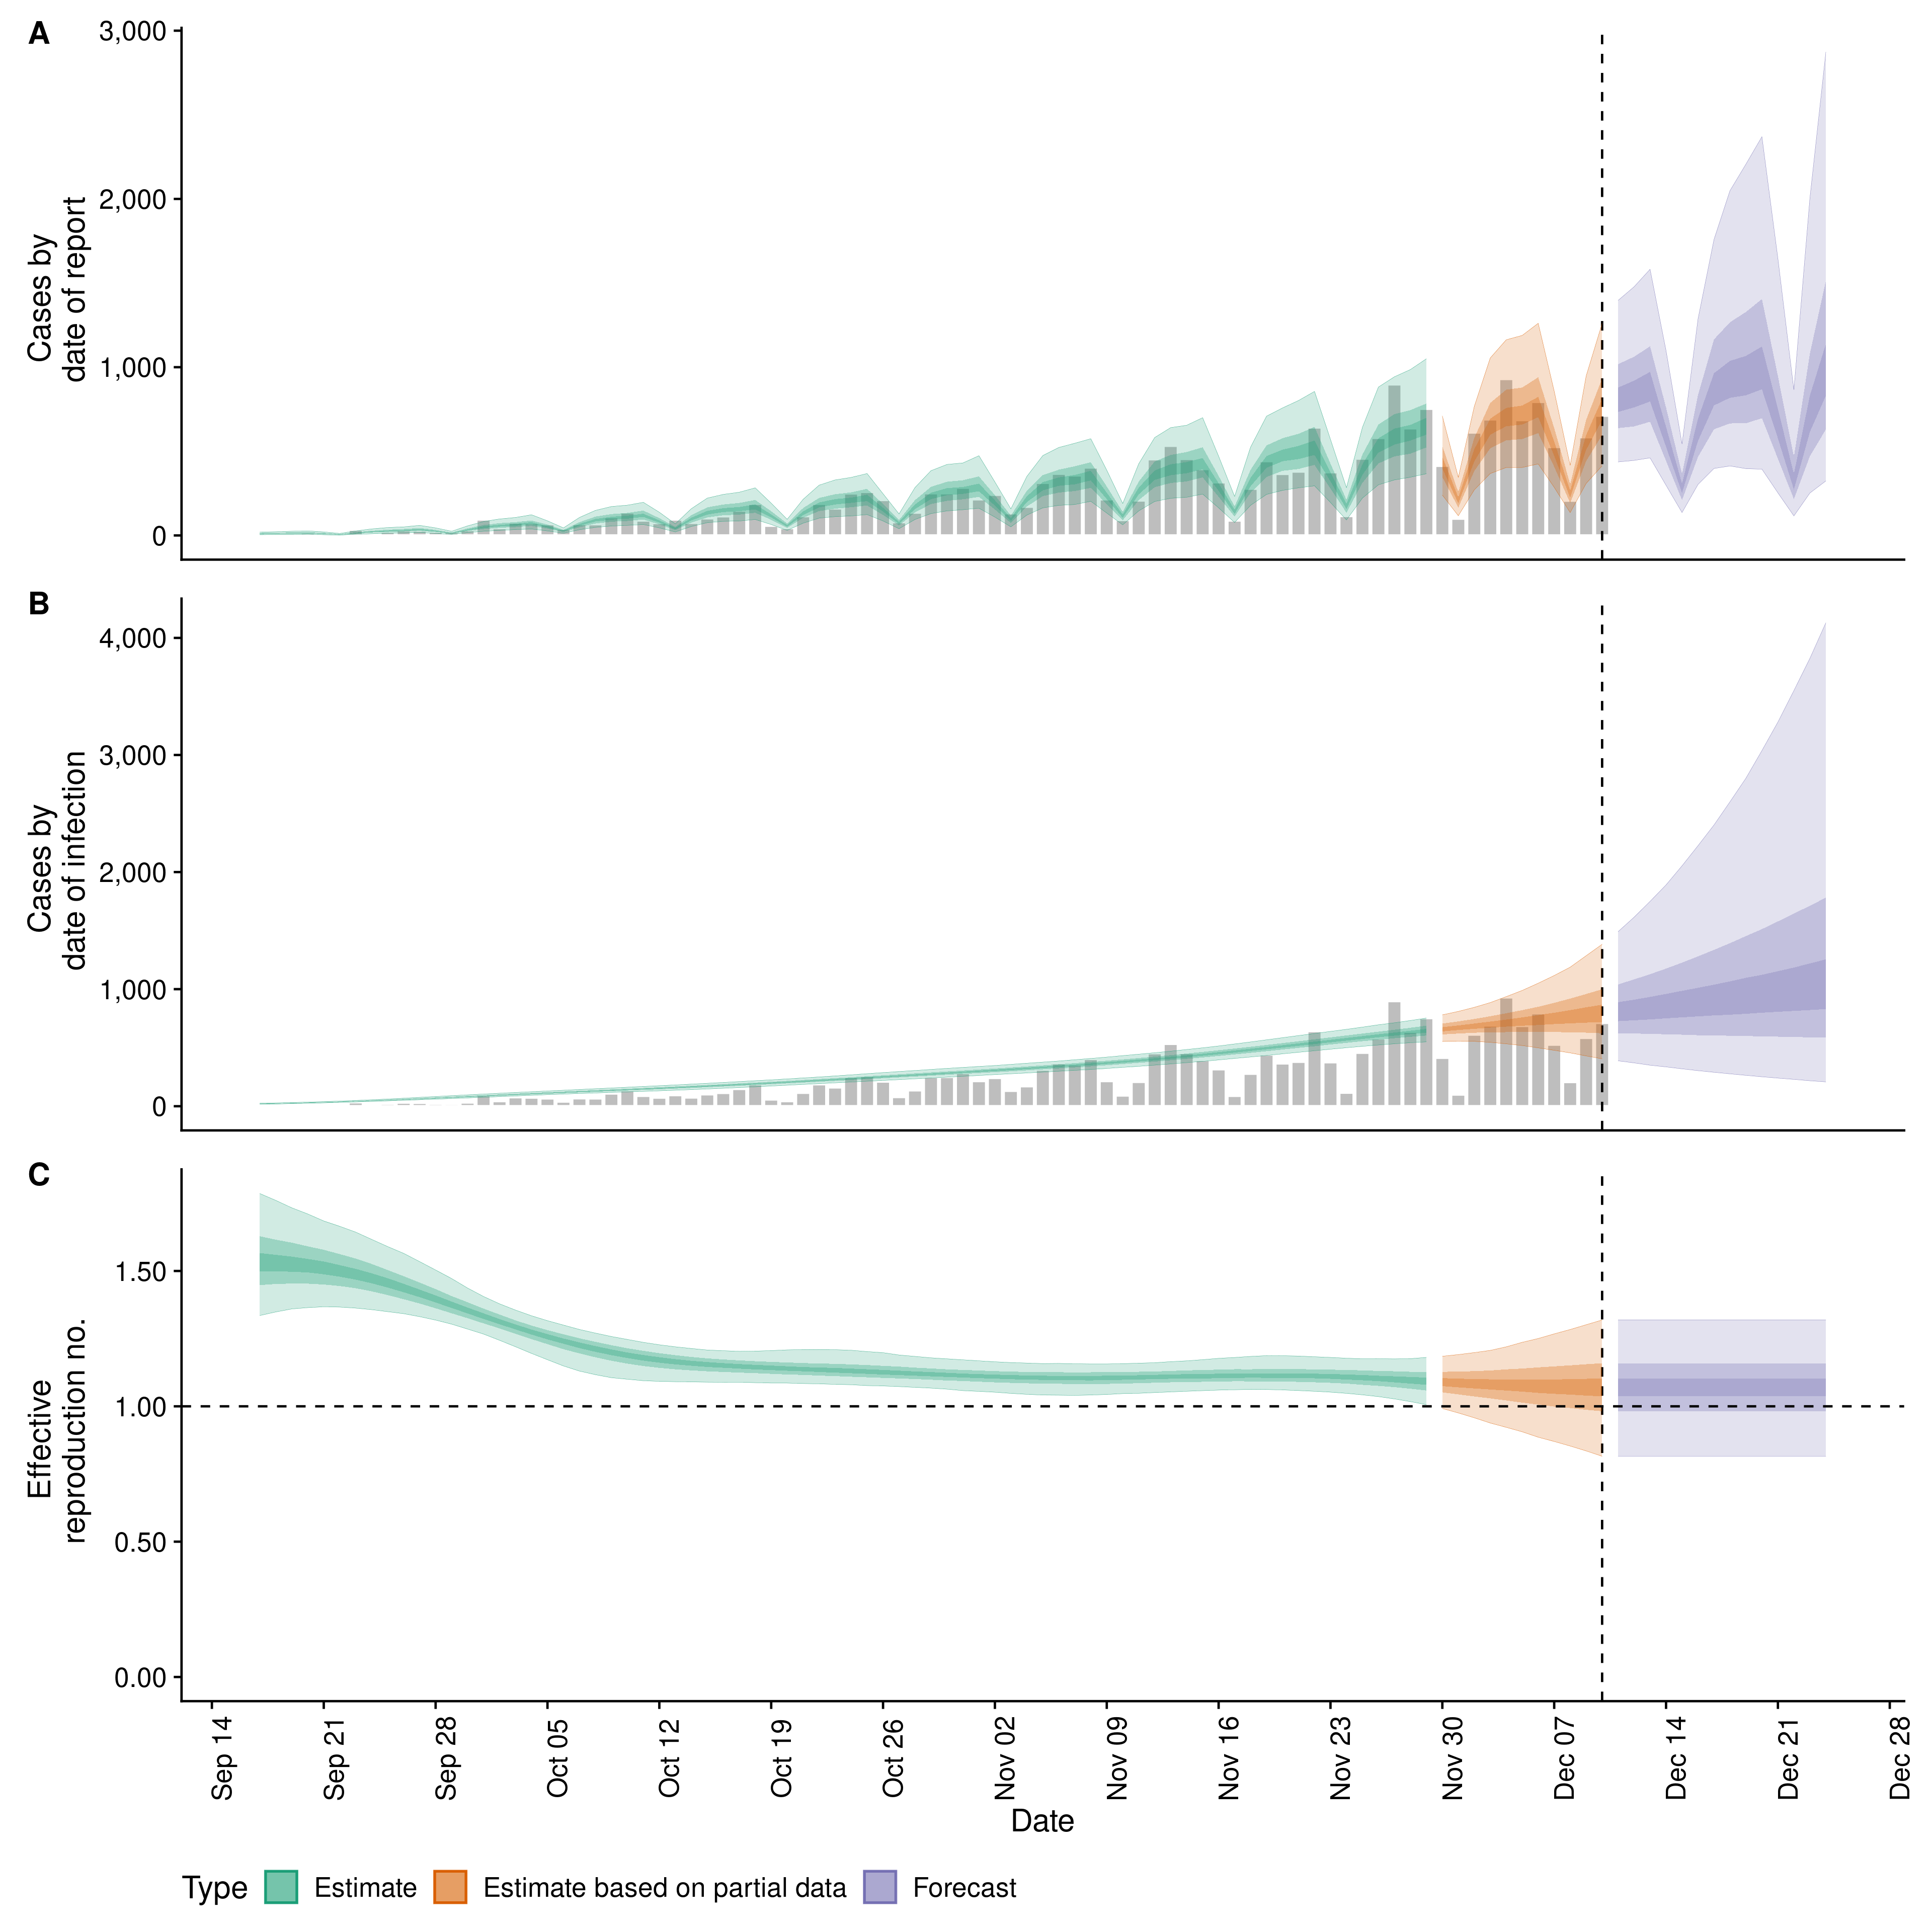 A
3,000
2,000
1,000
0
Cases by
date of report
B
4,000
3,000
2,000
1,000
0
Cases by
date of infection
C
1.50
1.00
0.50
0.00
Effective
reproduction no.
Sep 14
Sep 21
Sep 28
Oct 05
Oct 12
Oct 19
Oct 26
Nov 02
Nov 09
Nov 16
Nov 23
Nov 30
Dec 07
Dec 14
Dec 21
Dec 28
Date
Type Estimate Estimate based on partial data Forecast